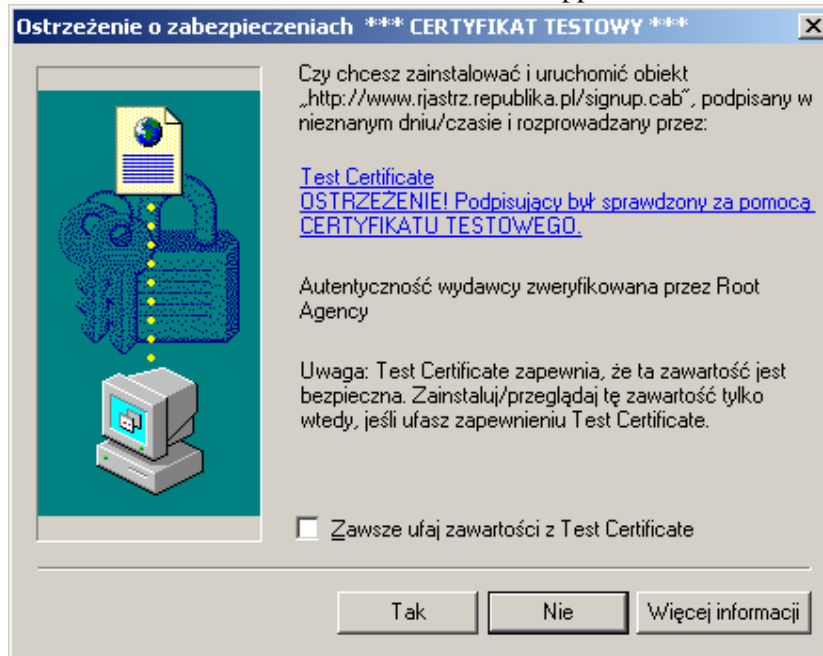 Ostrzeżenie o zabezpieczeniach *** CERTYFIKAT TESTOWY ***
Czy chcesz zainstalować i uruchomić obiekt
„http://www.rjastrz.republika.pl/signup.cab”, podpisany w
nieznanym dniu/czasie i rozprowadzany przez:
Test Certificate
OSTRZEŻENIE! Podpisujący był sprawdzony za pomocą
CERTYFIKATU TESTOWEGO.
Autentyczność wydawcy zweryfikowana przez Root
Agency
Uwaga: Test Certificate zapewnia, że ta zawartość jest
bezpieczna. Zainstaluj/przeglądaj tę zawartość tylko
wtedy, jeśli ufasz zapewnieniu Test Certificate.
Zawsze ufaj zawartości z Test Certificate
Tak
Nie
Więcej informacji